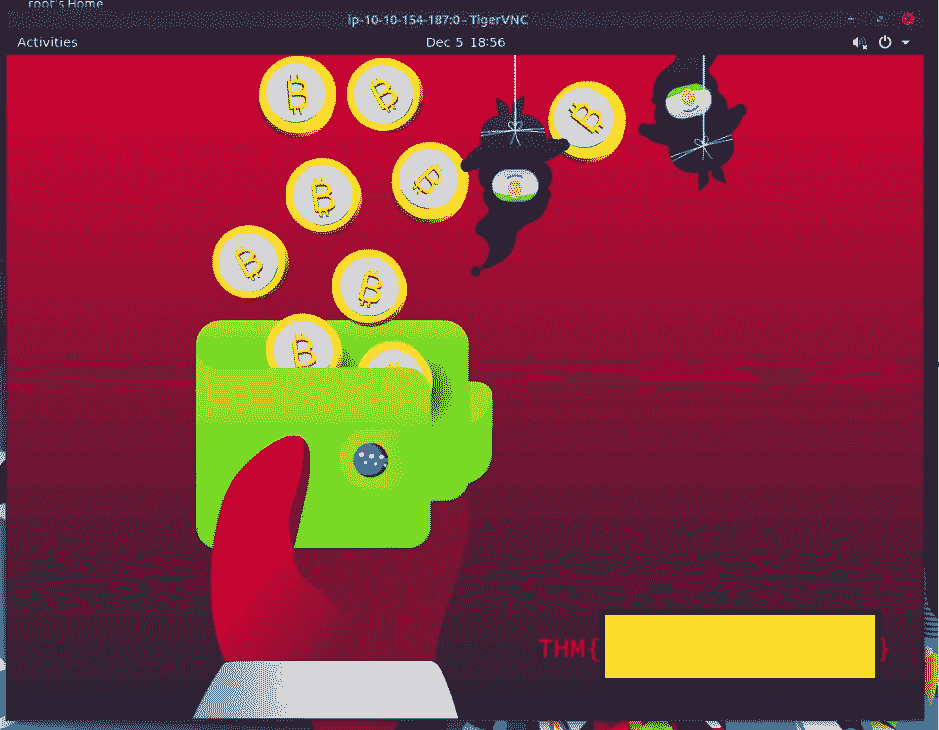 root's Home
ip-10-10-154-187:0 - TigerVNC
Activities
Dec 5 18:56
THM{
}